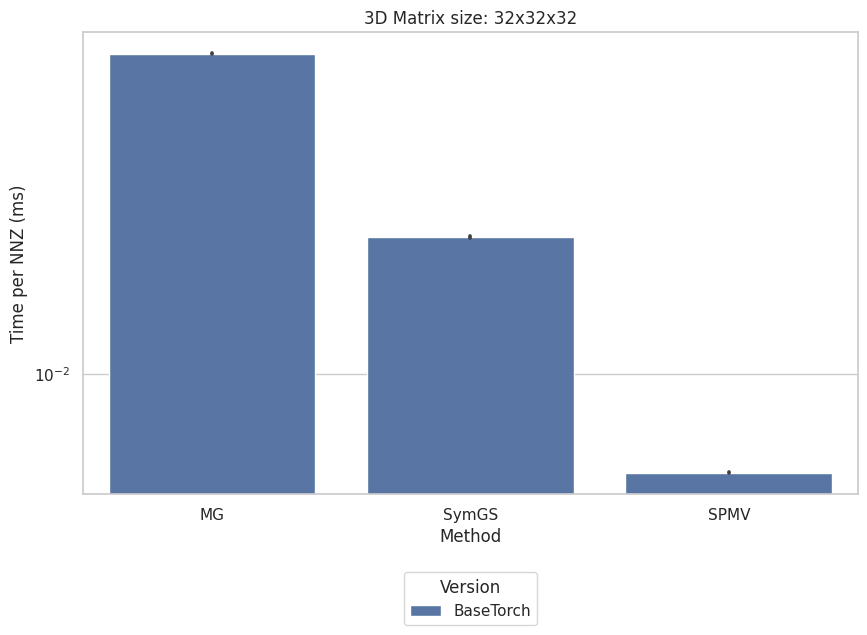 3D Matrix size: 32x32x32
Time per NNZ (ms)
10⁻²
MG SymGS SPMV
Method
Version
BaseTorch